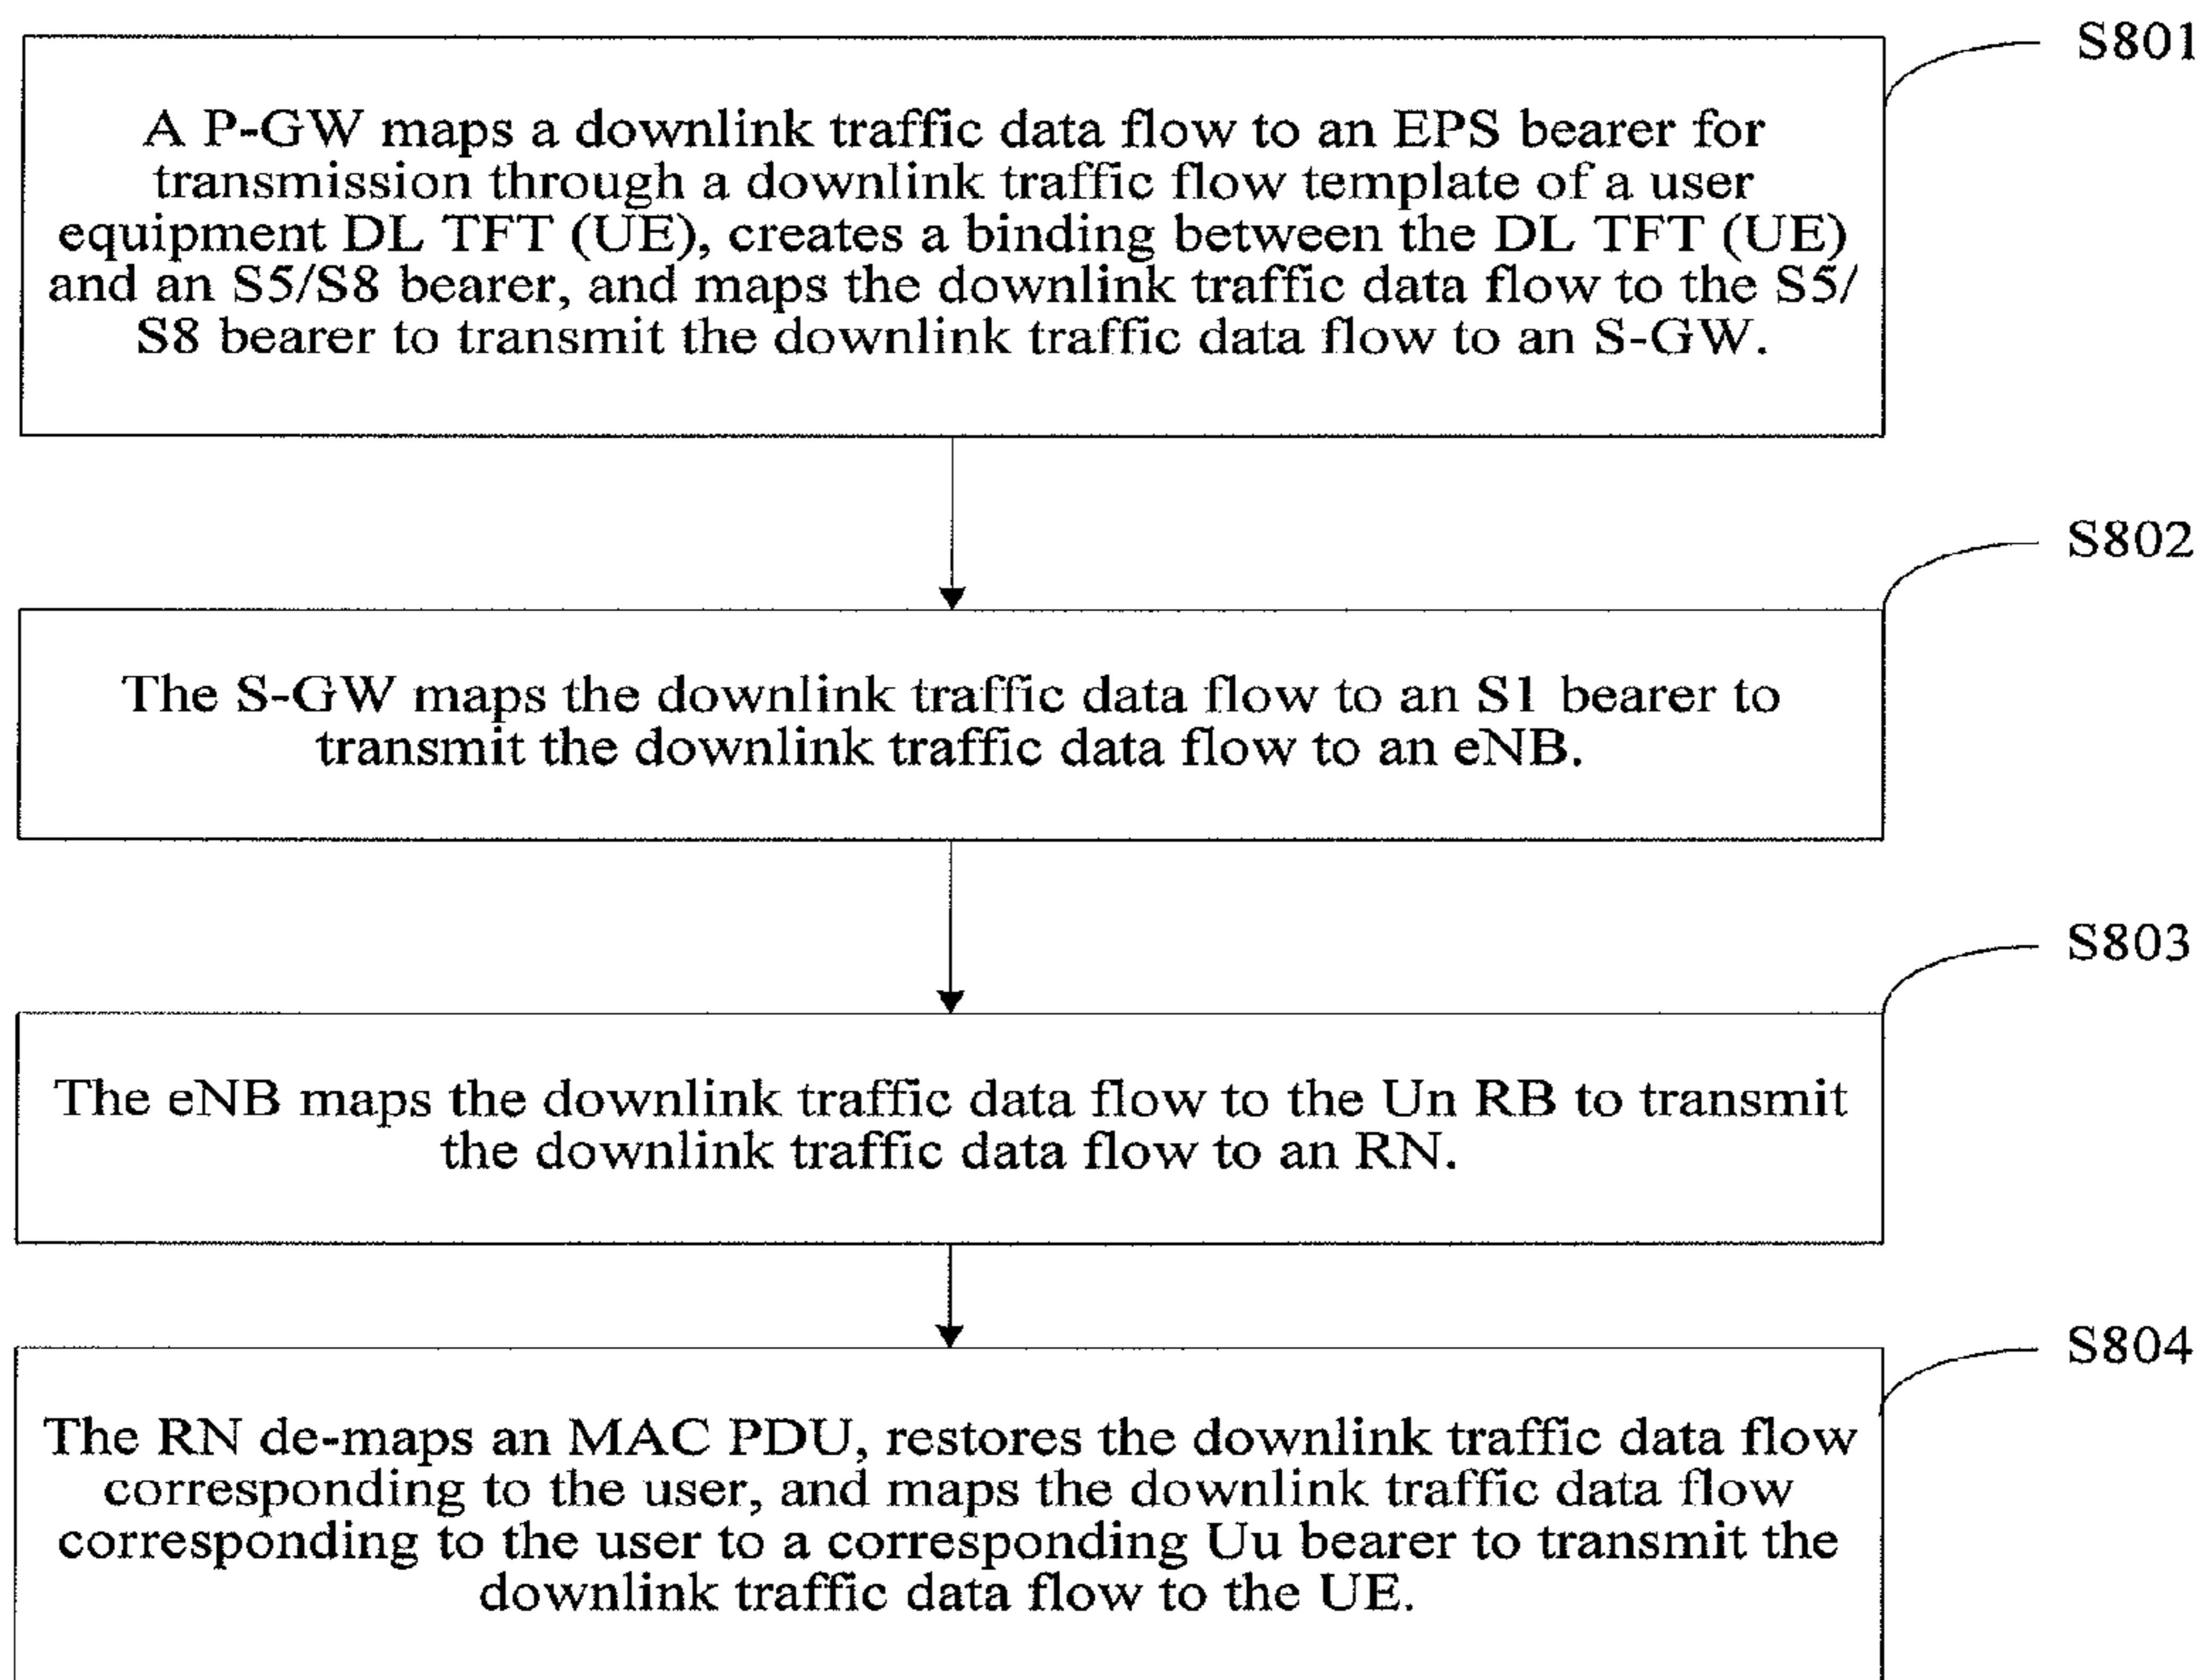 S801
A P-GW maps a downlink traffic data flow to an EPS bearer for
transmission through a downlink traffic flow template of a user
equipment DL TFT (UE), creates a binding between the DL TFT (UE)
and an S5/S8 bearer, and maps the downlink traffic data flow to the S5/
S8 bearer to transmit the downlink traffic data flow to an S-GW.
S802
The S-GW maps the downlink traffic data flow to an S1 bearer to
transmit the downlink traffic data flow to an eNB.
S803
The eNB maps the downlink traffic data flow to the Un RB to transmit
the downlink traffic data flow to an RN.
S804
The RN de-maps an MAC PDU, restores the downlink traffic data flow
corresponding to the user, and maps the downlink traffic data flow
corresponding to the user to a corresponding Uu bearer to transmit the
downlink traffic data flow to the UE.